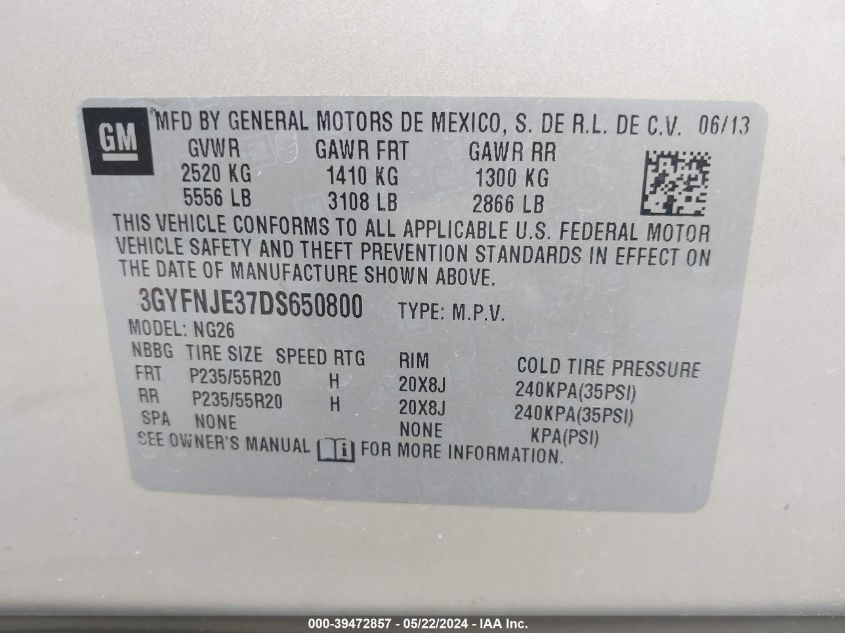 GM
MFD BY GENERAL MOTORS DE MEXICO, S. DE R.L. DE C.V. 06/13
GVWR GAWR FRT GAWR RR
2520 KG 1410 KG 1300 KG
5556 LB 3108 LB 2866 LB
THIS VEHICLE CONFORMS TO ALL APPLICABLE U.S. FEDERAL MOTOR
VEHICLE SAFETY AND THEFT PREVENTION STANDARDS IN EFFECT ON
THE DATE OF MANUFACTURE SHOWN ABOVE.
3GYFNJE37DS650800 TYPE: M.P.V.
MODEL: NG26
NBBG TIRE SIZE SPEED RTG RIM COLD TIRE PRESSURE
FRT P235/55R20 H 20X8J 240KPA(35PSI)
RR P235/55R20 H 20X8J 240KPA(35PSI)
SPA NONE NONE KPA(PSI)
SEE OWNER'S MANUAL FOR MORE INFORMATION.
000-39472857 - 05/22/2024 - IAA Inc.